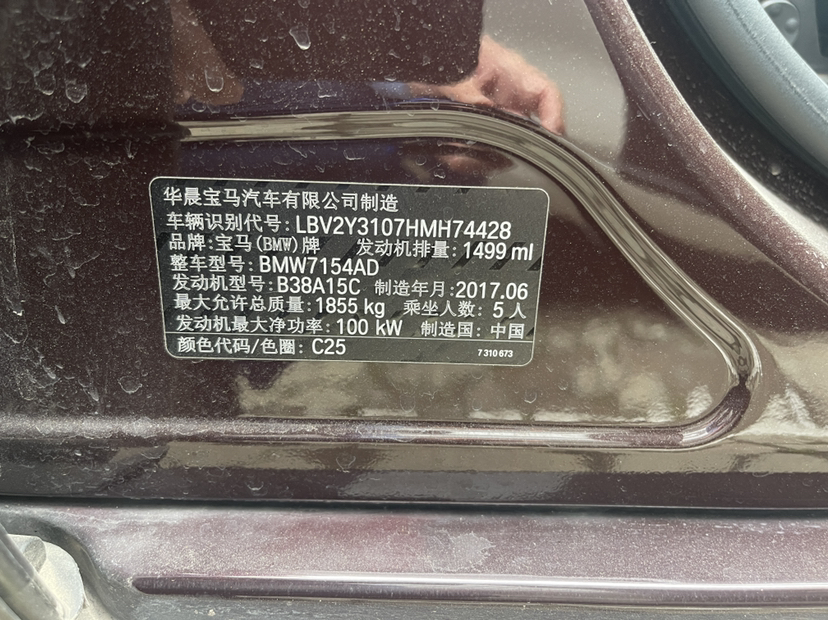 华晨宝马汽车有限公司制造
车辆识别代号: LBV2Y3107HMH74428
品牌: 宝马(BMW)牌 发动机排量: 1499 ml
整车型号: BMW7154AD
发动机型号: B38A15C 制造年月: 2017.06
最大允许总质量: 1855 kg 乘坐人数: 5 人
发动机最大净功率: 100 kW 制造国: 中国
颜色代码/色圈: C25 7 310 673